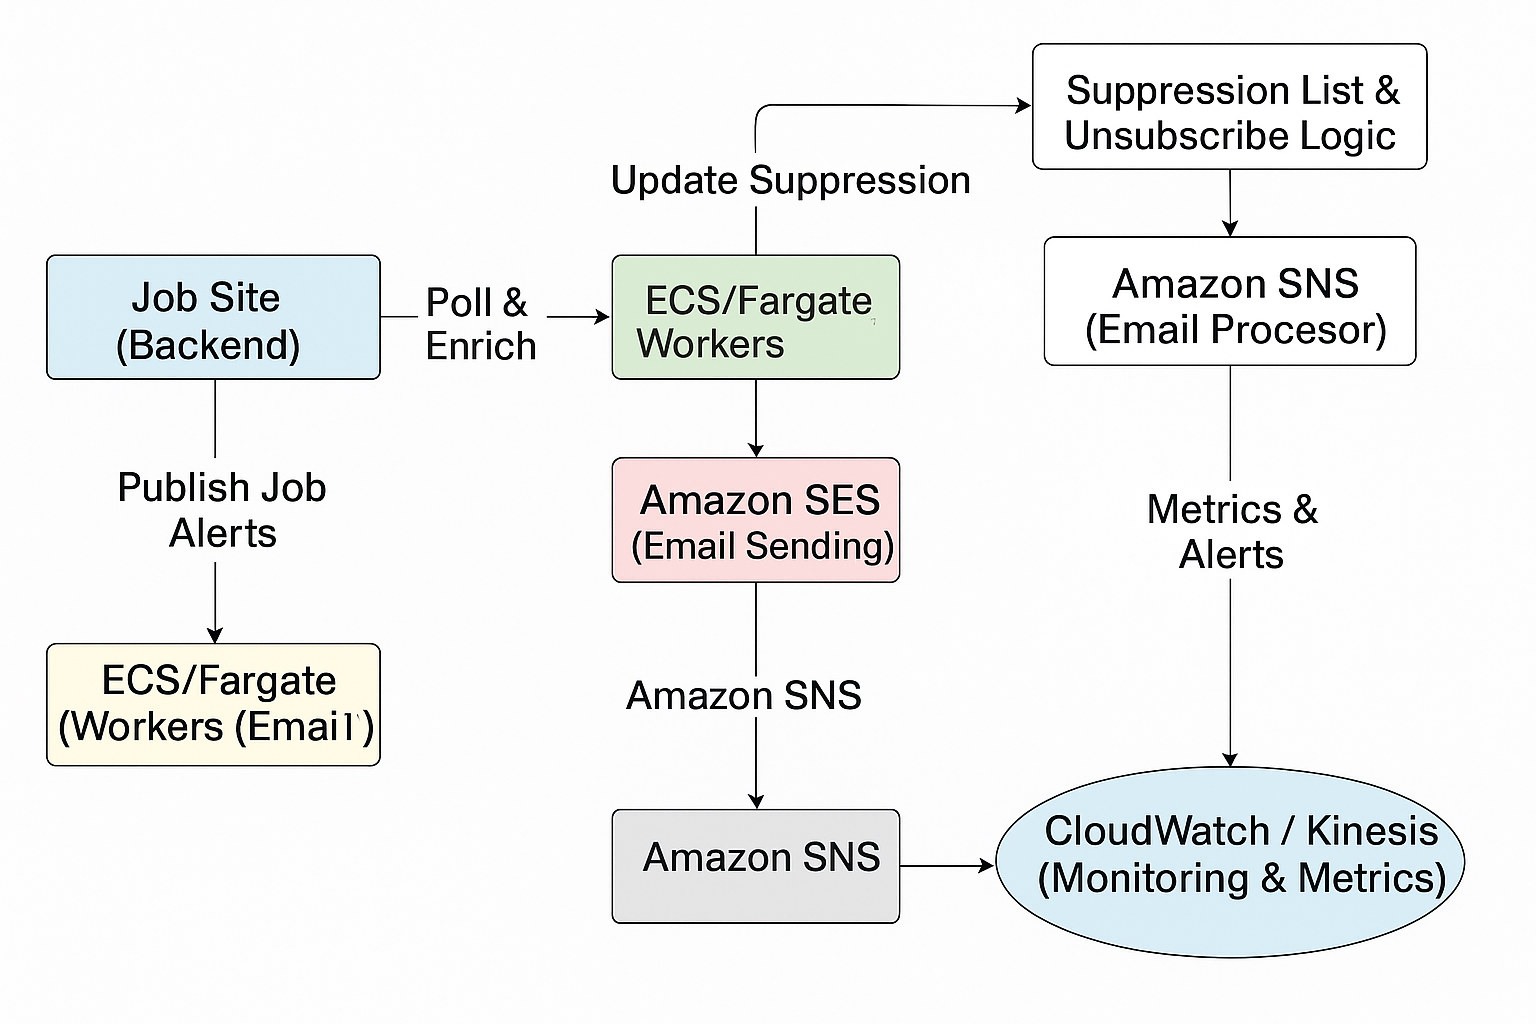 Suppression List &
Unsubscribe Logic
Update Suppression
Job Site
(Backend)
Poll &
Enrich
ECS/Fargate
Workers
Amazon SNS
(Email Procesor)
Publish Job
Alerts
Amazon SES
(Email Sending)
Metrics &
Alerts
ECS/Fargate
(Workers (Email')
Amazon SNS
Amazon SNS
CloudWatch / Kinesis
(Monitoring & Metrics)